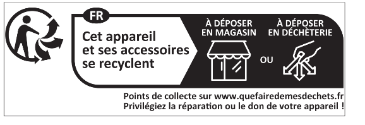 FR
Cet appareil
et ses accessoires
se recyclent
À DÉPOSER
EN MAGASIN
OU
À DÉPOSER
EN DÉCHÈTERIE
Points de collecte sur www.quefairedemesdechets.fr
Privilégiez la réparation ou le don de votre appareil !